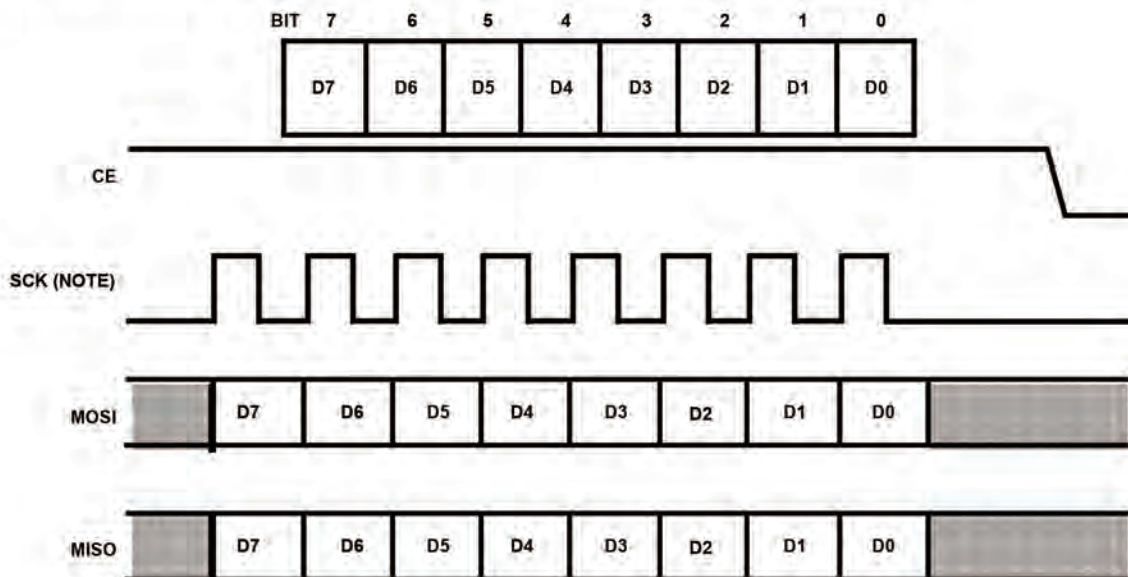 BIT 7 6 5 4 3 2 1 0
D7 D6 D5 D4 D3 D2 D1 D0
CE
SCK (NOTE)
MOSI D7 D6 D5 D4 D3 D2 D1 D0
MISO D7 D6 D5 D4 D3 D2 D1 D0